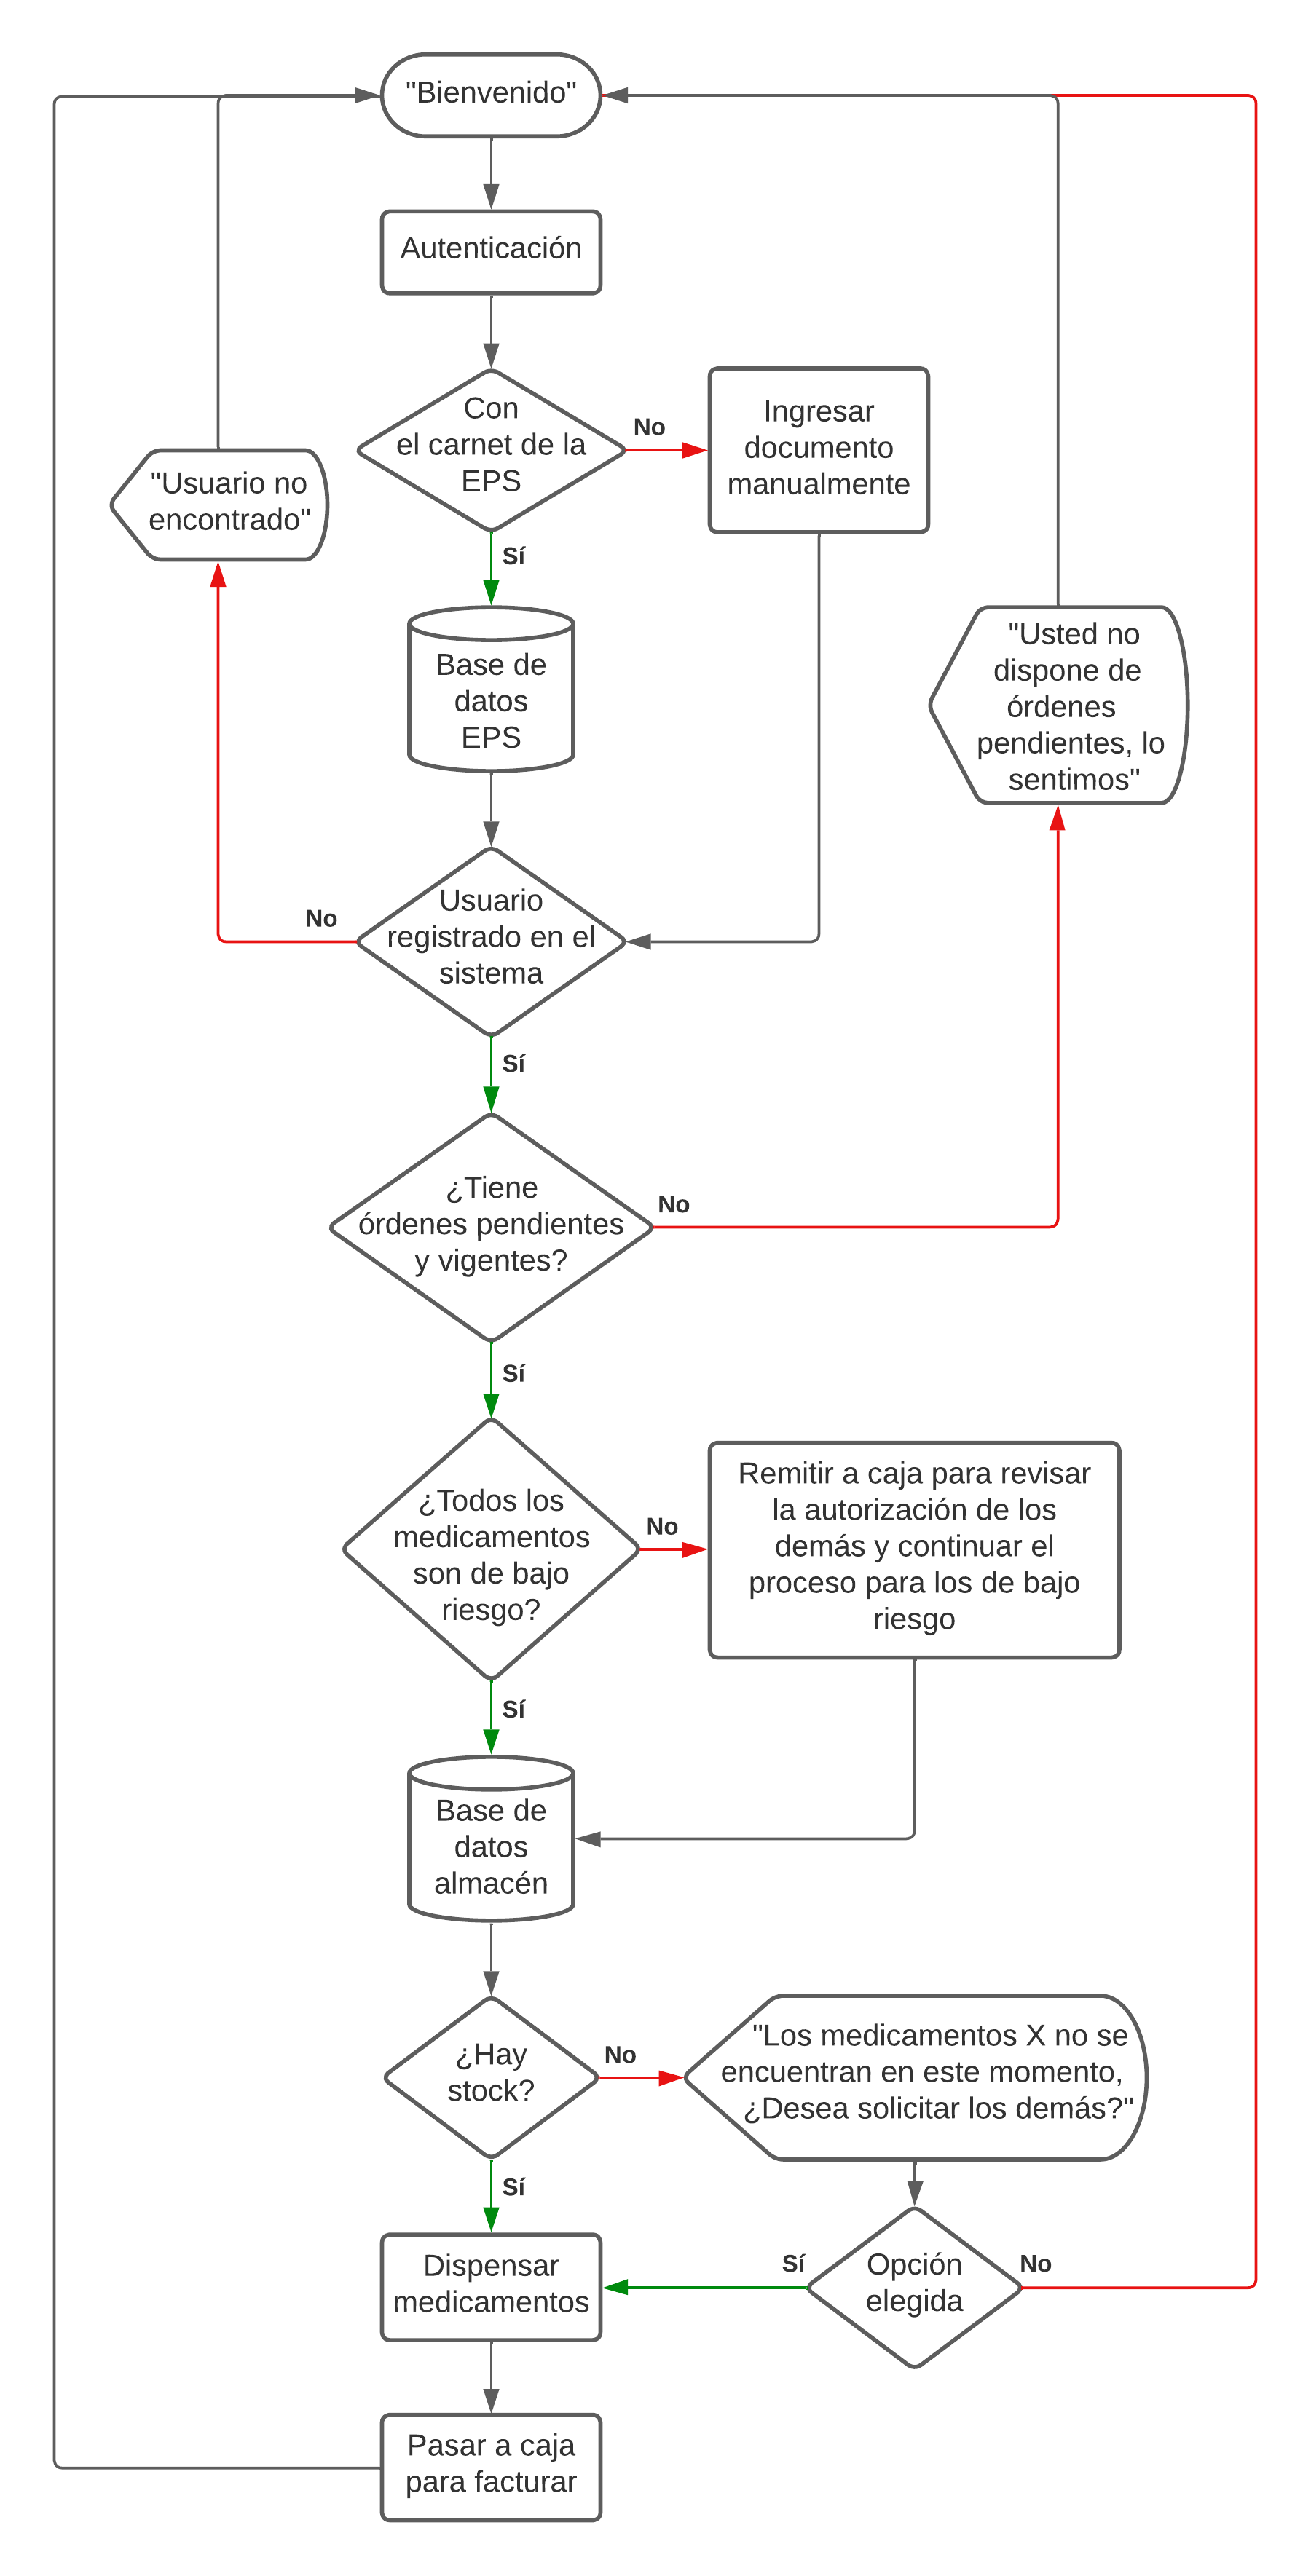 "Bienvenido"
Autenticación
Con
el carnet de la
EPS
No
Ingresar
documento
manualmente
"Usuario no
encontrado"
Sí
Base de
datos
EPS
"Usted no
dispone de
órdenes
pendientes, lo
sentimos"
Usuario
registrado en el
sistema
No
Sí
¿Tiene
órdenes pendientes
y vigentes?
No
Sí
¿Todos los
medicamentos
son de bajo
riesgo?
No
Remitir a caja para revisar
la autorización de los
demás y continuar el
proceso para los de bajo
riesgo
Sí
Base de
datos
almacén
¿Hay
stock?
No
"Los medicamentos X no se
encuentran en este momento,
¿Desea solicitar los demás?"
Sí
Dispensar
medicamentos
Sí
Opción
elegida
No
Pasar a caja
para facturar